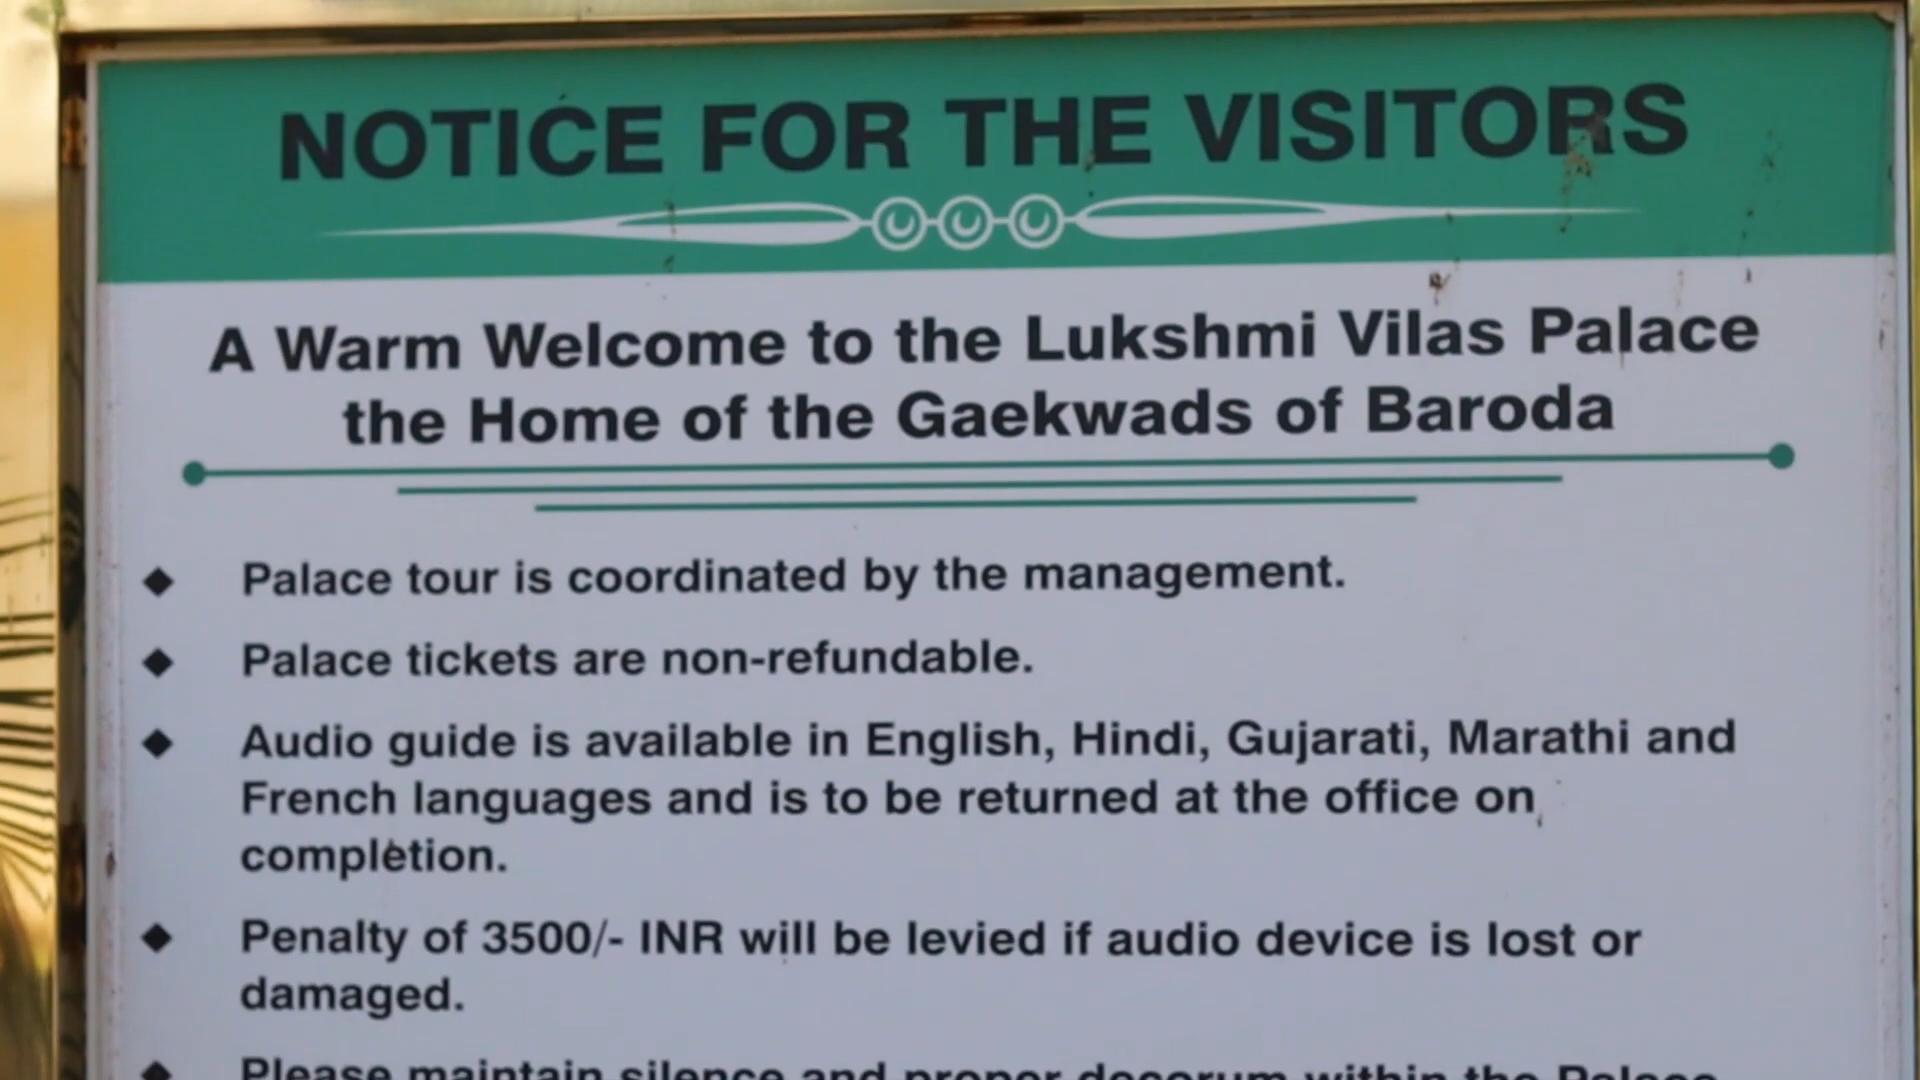 NOTICE FOR THE VISITORS
A Warm Welcome to the Lukshmi Vilas Palace
the Home of the Gaekwads of Baroda
◆ Palace tour is coordinated by the management.
◆ Palace tickets are non-refundable.
◆ Audio guide is available in English, Hindi, Gujarati, Marathi and
French languages and is to be returned at the office on
completion.
◆ Penalty of 3500/- INR will be levied if audio device is lost or
damaged.
◆ Please maintain silence and proper decorum within the Palace